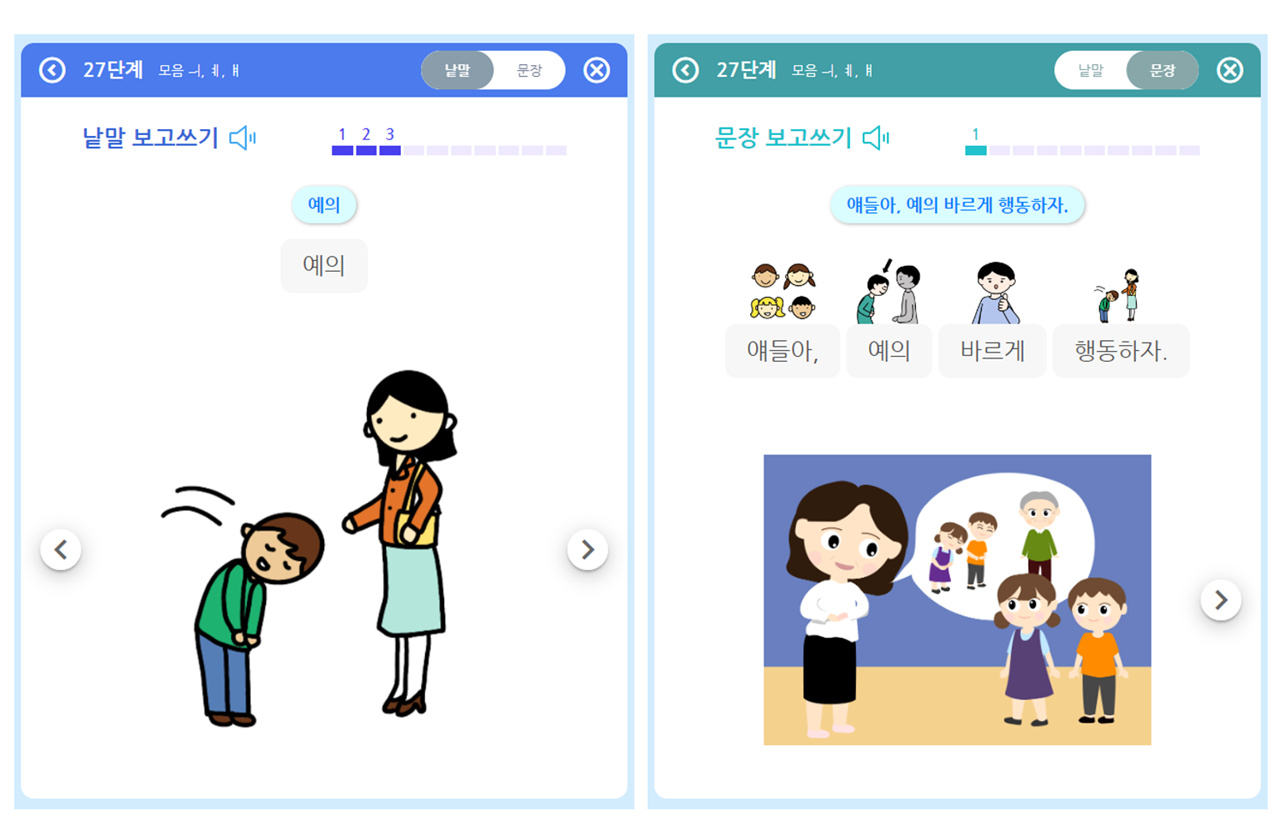 27단계 모음 ㅢ, ㅖ, ㅒ 낱말 문장
낱말 보고쓰기 1 2 3
예의
예의
27단계 모음 ㅢ, ㅖ, ㅒ 낱말 문장
문장 보고쓰기 1
얘들아, 예의 바르게 행동하자.
얘들아, 예의 바르게 행동하자.